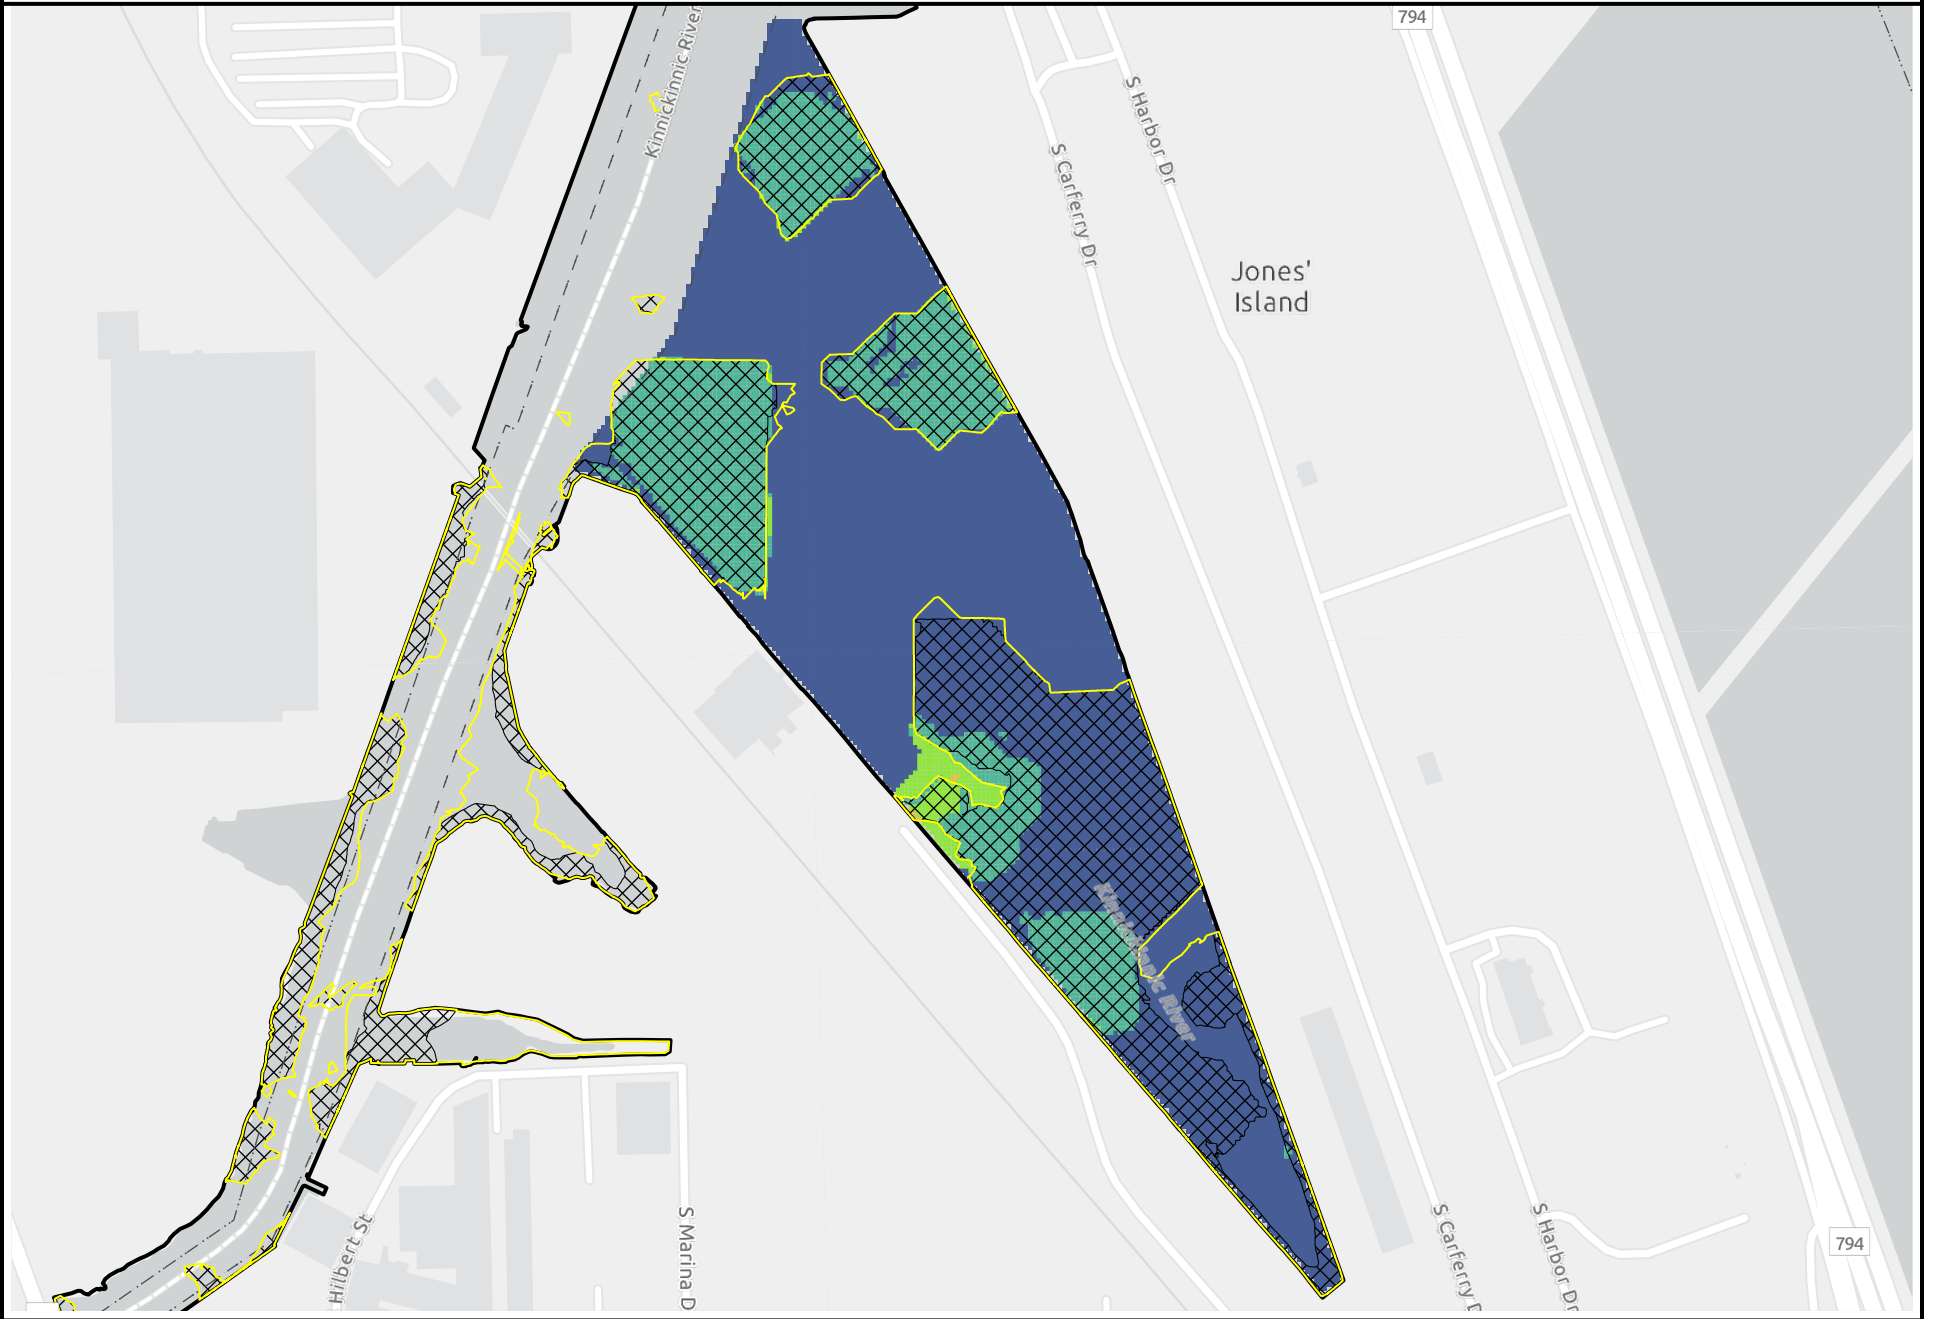 794
Kinnickinnic River
S Harbor Dr
S Carferry Dr
Jones'
Island
Kinnickinnic River
S Carferry D
S Harbor Dr
794
Hilbert St
S Marina D